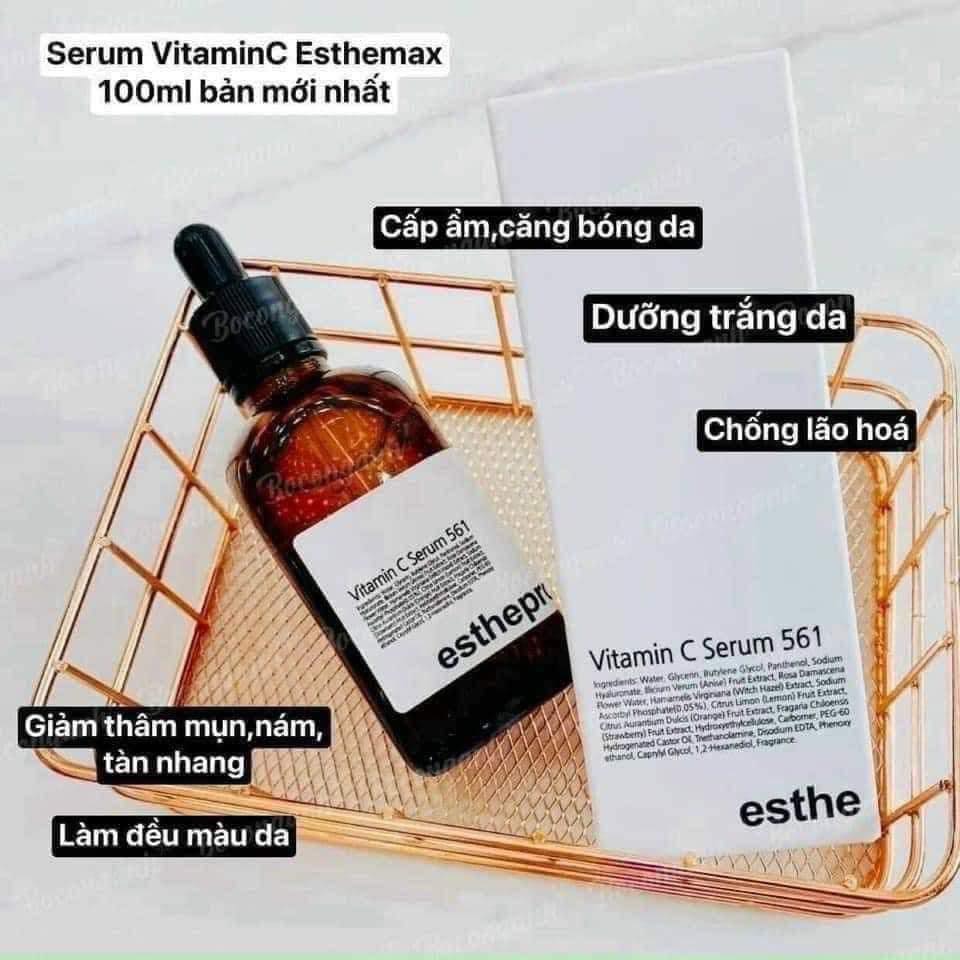 Serum VitaminC Esthemax
100ml bản mới nhất
Cấp ẩm,căng bóng da
Dưỡng trắng da
Chống lão hoá
Bocongmi
Vitamin C Serum 561
esthepro
Vitamin C Serum 561
Ingredients: Water, Glycerin, Butylene Glycol, Panthenol, Sodium
Hyaluronate, Illicium Verum (Anise) Fruit Extract, Rosa Damascena
Flower Water, Hamamelis Virginiana (Witch Hazel) Extract, Sodium
Ascorbyl Phosphate(0.05%), Citrus Limon (Lemon) Fruit Extract,
Citrus Aurantium Dulcis (Orange) Fruit Extract, Fragaria Chiloensis
(Strawberry) Fruit Extract, Hydroxyethylcellulose, Carbomer, PEG-60
Hydrogenated Castor Oil, Triethanolamine, Disodium EDTA, Phenoxy
ethanol, Caprylyl Glycol, 1,2-Hexanediol, Fragrance.
esthe
Giảm thâm mụn,nám,
tàn nhang
Làm đều màu da